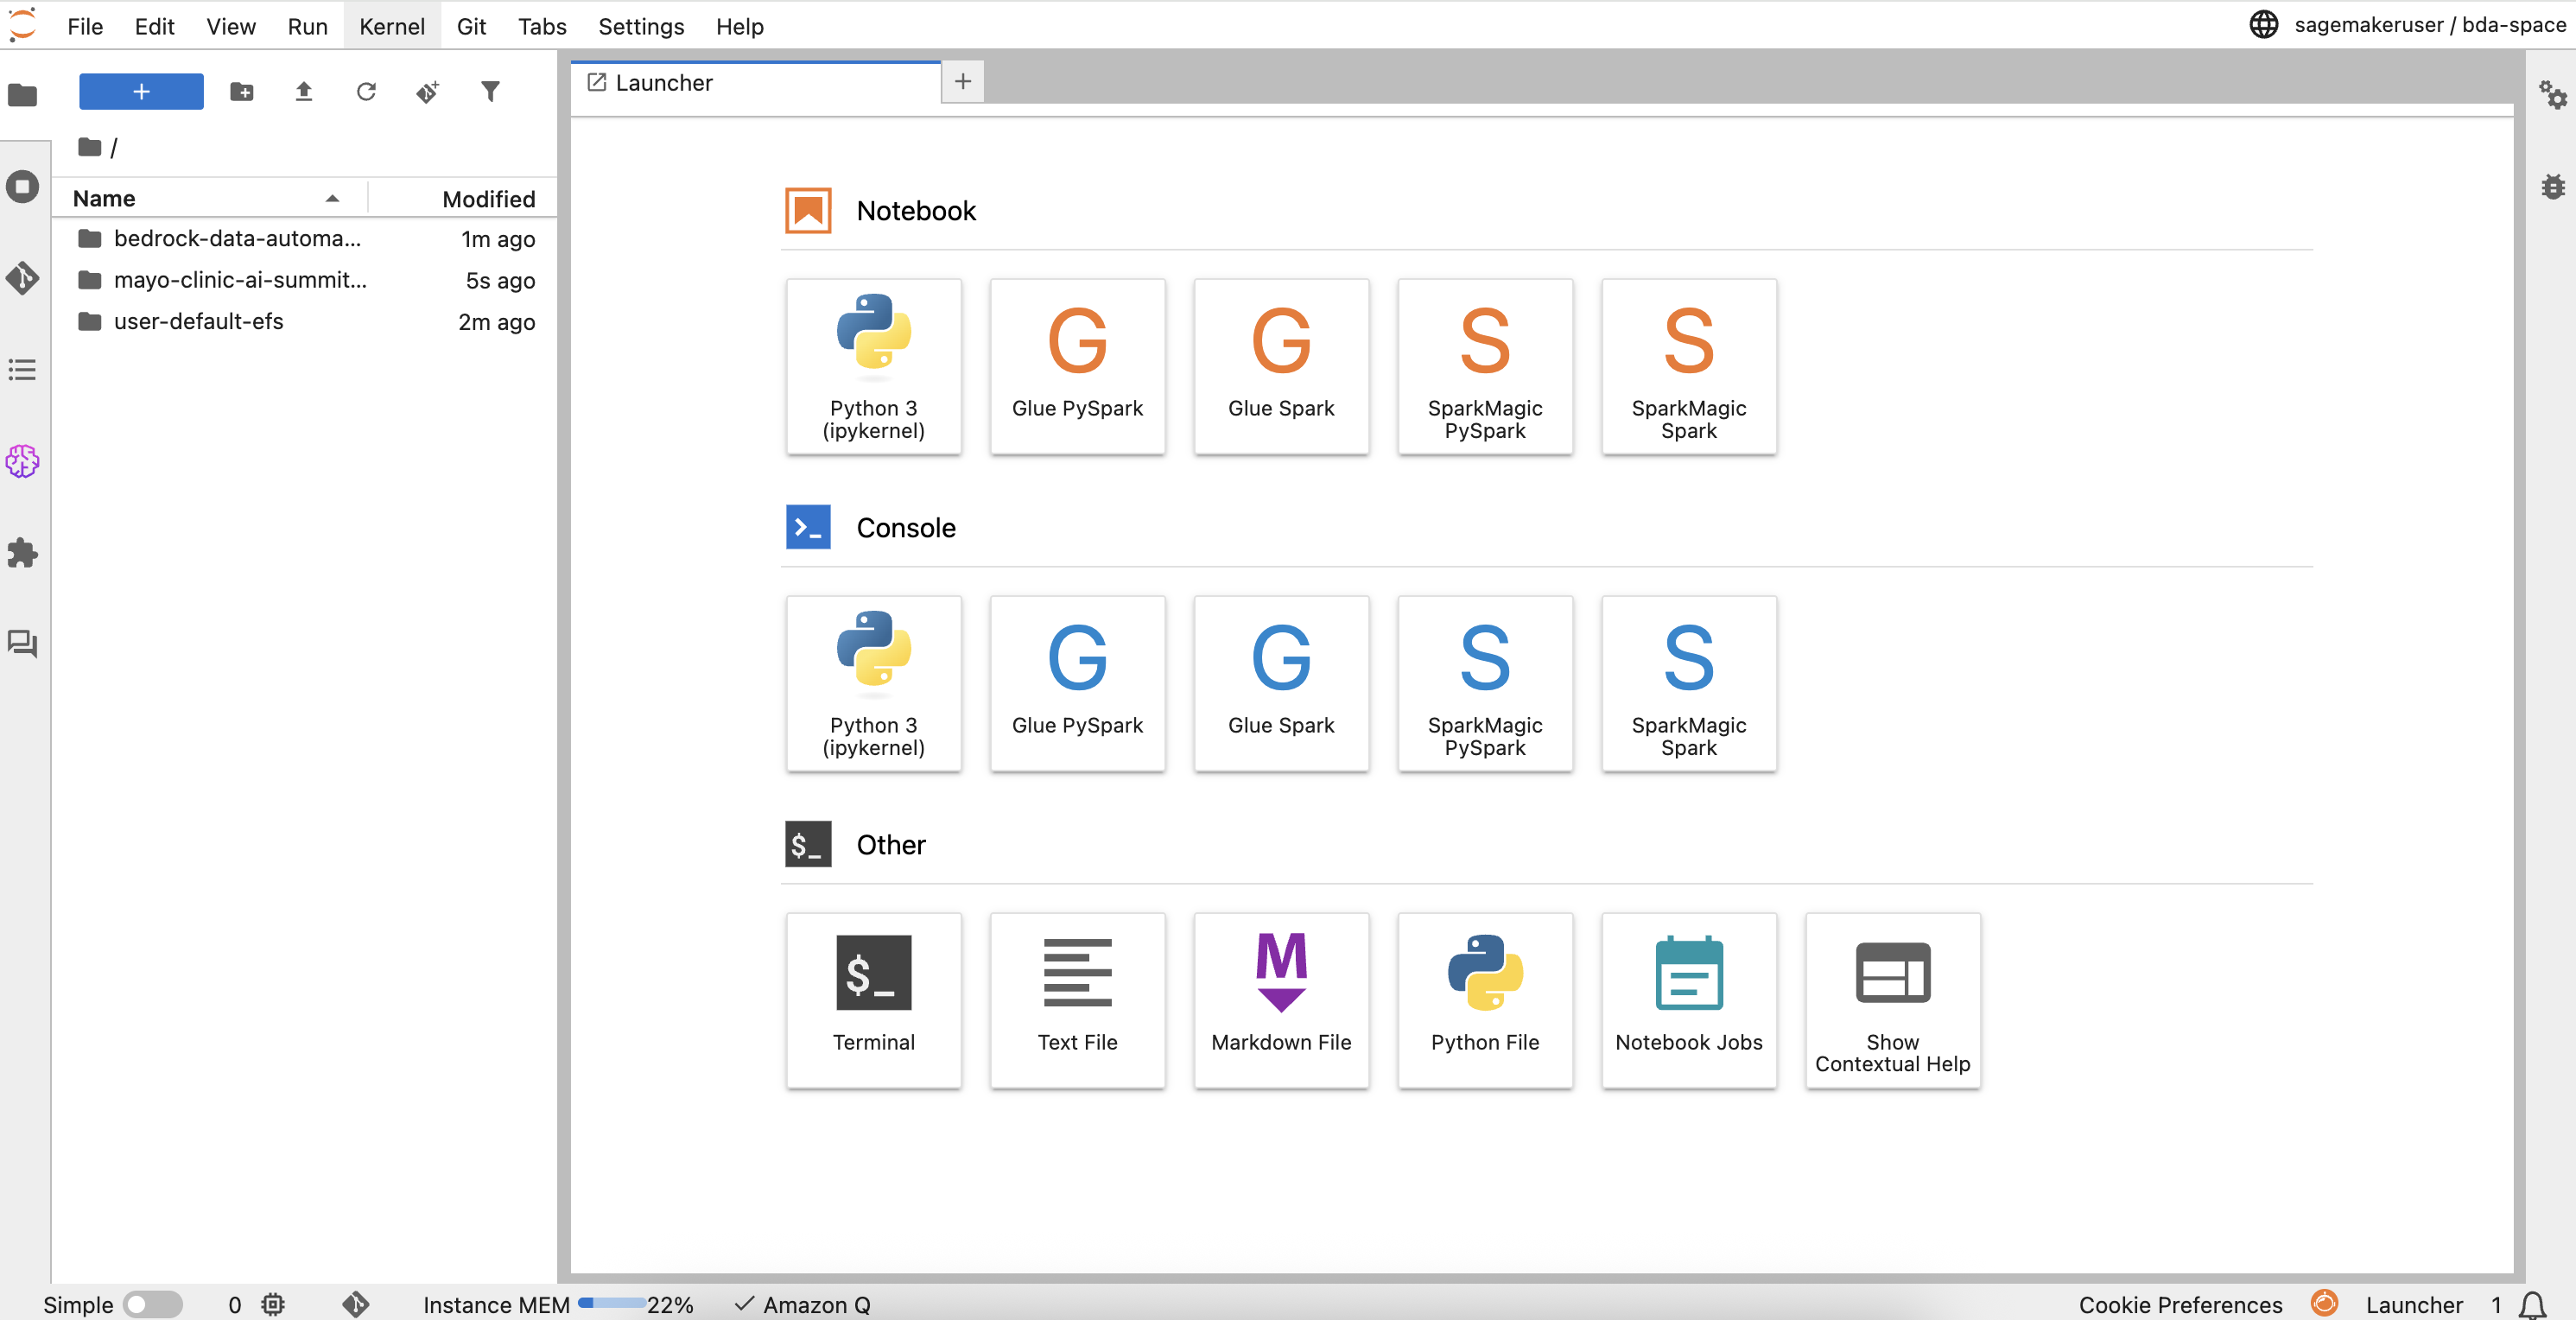 File Edit View Run Kernel Git Tabs Settings Help
sagemakeruser / bda-space
Launcher
/
Name Modified
bedrock-data-automa... 1m ago
mayo-clinic-ai-summit... 5s ago
user-default-efs 2m ago
Notebook
Python 3
(ipykernel)
Glue PySpark
Glue Spark
SparkMagic
PySpark
SparkMagic
Spark
Console
Python 3
(ipykernel)
Glue PySpark
Glue Spark
SparkMagic
PySpark
SparkMagic
Spark
$_ Other
$_
Terminal
Text File
Markdown File
Python File
Notebook Jobs
Show
Contextual Help
Simple 0 Instance MEM 22% Amazon Q Cookie Preferences Launcher 1